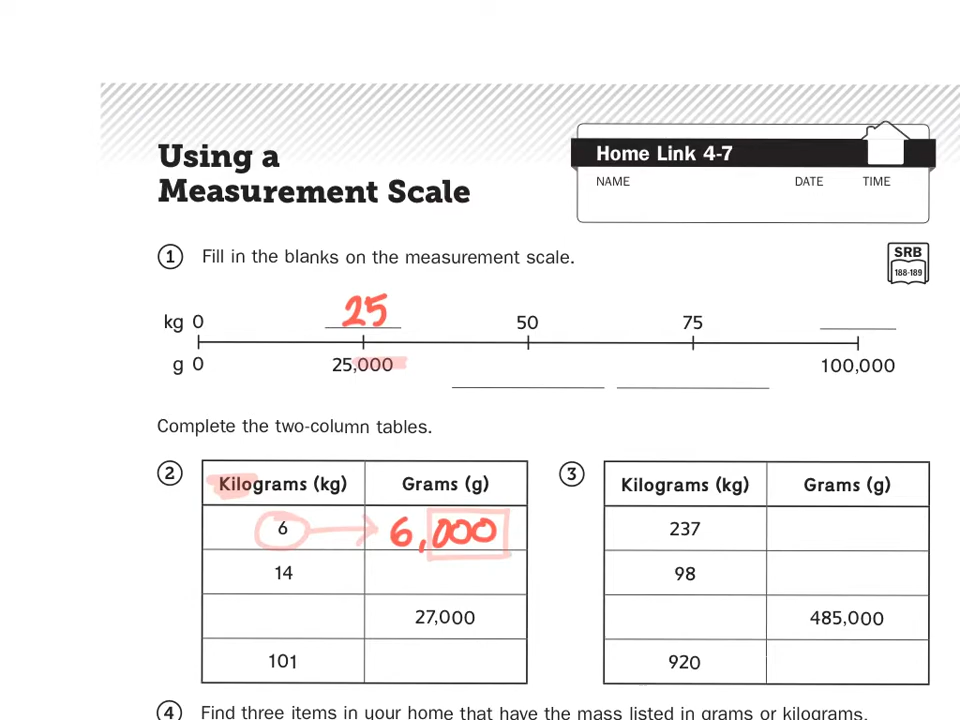 Using a
Measurement Scale
Home Link 4-7
NAME DATE TIME
① Fill in the blanks on the measurement scale.
SRB
188-189
kg 0 25 50 75
g 0 25,000 100,000
Complete the two-column tables.
②
Kilograms (kg) Grams (g)
6 6,000
14
27,000
101
③
Kilograms (kg) Grams (g)
237
98
485,000
920
④ Find three items in your home that have the mass listed in grams or kilograms.